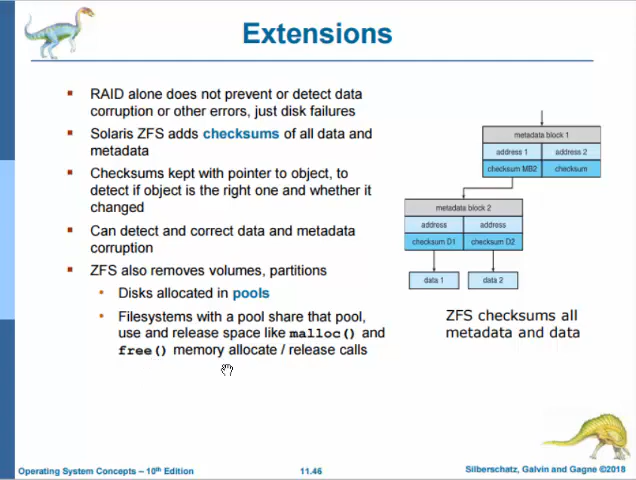 Extensions
RAID alone does not prevent or detect data
corruption or other errors, just disk failures
Solaris ZFS adds checksums of all data and
metadata
Checksums kept with pointer to object, to
detect if object is the right one and whether it
changed
Can detect and correct data and metadata
corruption
ZFS also removes volumes, partitions
Disks allocated in pools
Filesystems with a pool share that pool,
use and release space like malloc() and
free() memory allocate / release calls
metadata block 1
address 1 address 2
checksum MB2 checksum
metadata block 2
address address
checksum D1 checksum D2
data 1 data 2
ZFS checksums all
metadata and data
Operating System Concepts – 10th Edition
11.46
Silberschatz, Galvin and Gagne ©2018